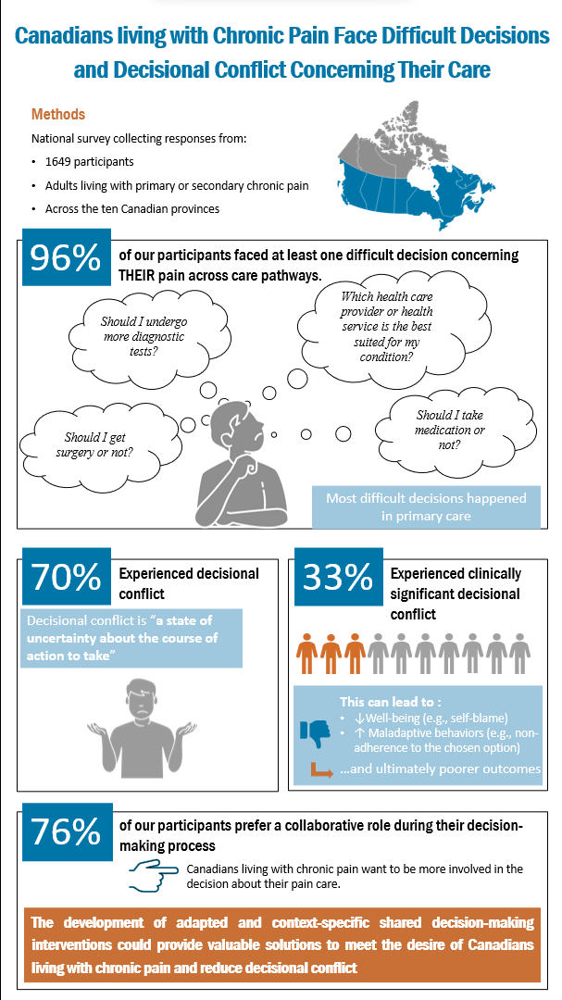 Canadians living with Chronic Pain Face Difficult Decisions
and Decisional Conflict Concerning Their Care
Methods
National survey collecting responses from:
• 1649 participants
• Adults living with primary or secondary chronic pain
• Across the ten Canadian provinces
96%
of our participants faced at least one difficult decision concerning
THEIR pain across care pathways.
Should I undergo
more diagnostic
tests?
Which health care
provider or health
service is the best
suited for my
condition?
Should I get
surgery or not?
Should I take
medication or
not?
Most difficult decisions happened
in primary care
70%
Experienced decisional
conflict
Decisional conflict is “a state of
uncertainty about the course of
action to take”
33%
Experienced clinically
significant decisional
conflict
This can lead to :
• ↓Well-being (e.g., self-blame)
• ↑ Maladaptive behaviors (e.g., non-
adherence to the chosen option)
…and ultimately poorer outcomes
76%
of our participants prefer a collaborative role during their decision-
making process
Canadians living with chronic pain want to be more involved in the
decision about their pain care.
The development of adapted and context-specific shared decision-making
interventions could provide valuable solutions to meet the desire of Canadians
living with chronic pain and reduce decisional conflict